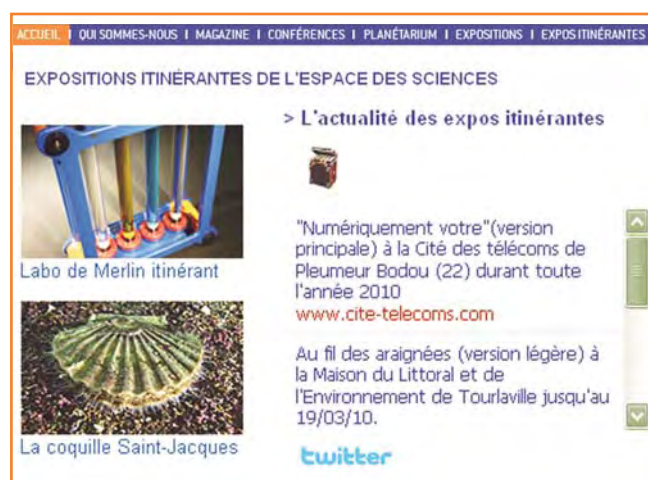 ACCUEIL I QUI SOMMES-NOUS I MAGAZINE I CONFÉRENCES I PLANÉTARIUM I EXPOSITIONS I EXPOS ITINÉRANTES
EXPOSITIONS ITINÉRANTES DE L'ESPACE DES SCIENCES
Labo de Merlin itinérant
La coquille Saint-Jacques
> L'actualité des expos itinérantes
"Numériquement votre"(version
principale) à la Cité des télécoms de
Pleumeur Bodou (22) durant toute
l'année 2010
www.cite-telecoms.com
Au fil des araignées (version légère) à
la Maison du Littoral et de
l'Environnement de Tourlaville jusqu'au
19/03/10.
twitter